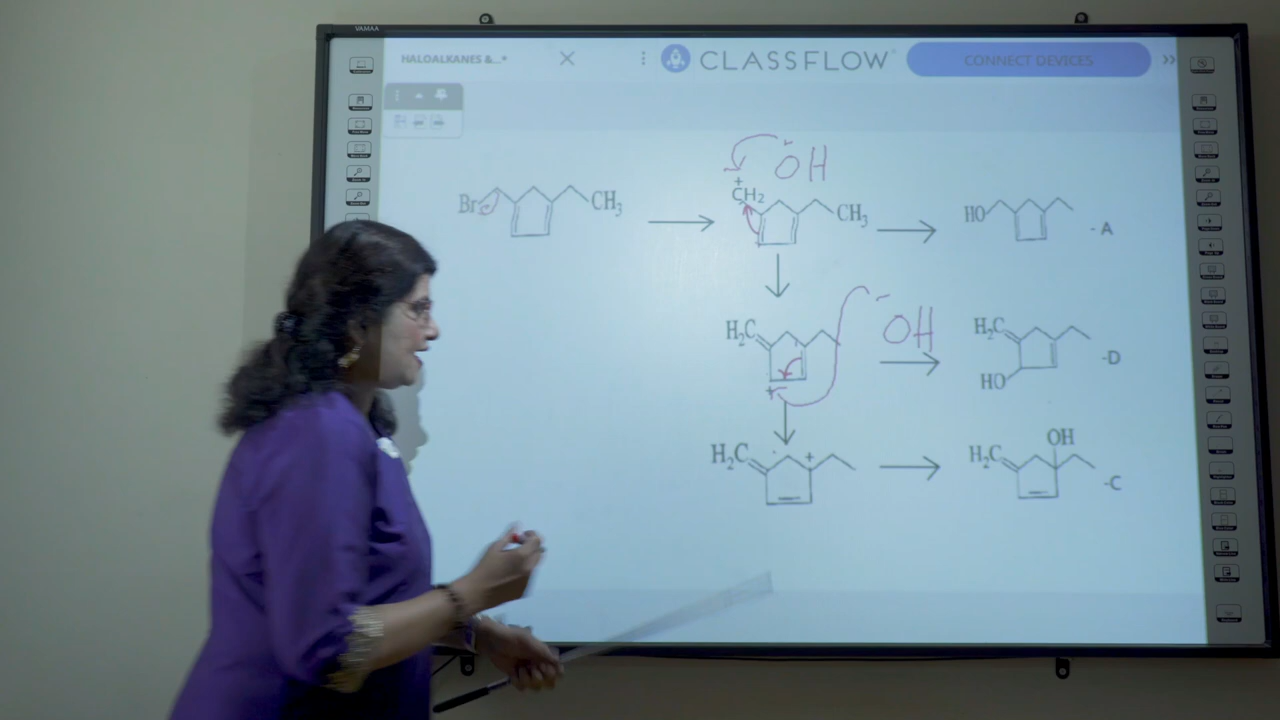 VAMAA
HALOALKANES &...*
CLASSFLOW
CONNECT DEVICES
OH
Br
CH3
+
CH2
CH3
HO
- A
H2C
-
OH
H2C
HO
-D
+
H2C
+
OH
H2C
-C